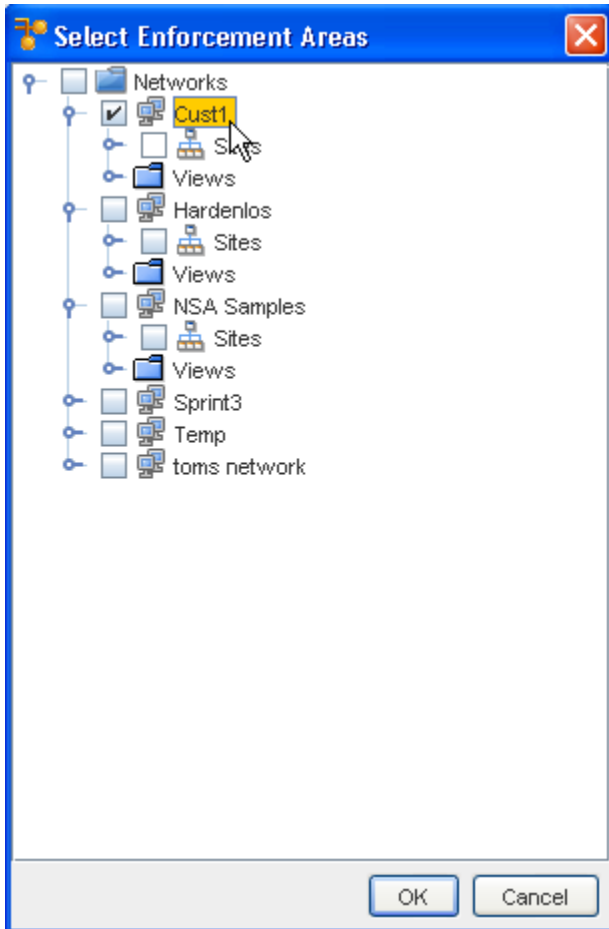 Select Enforcement Areas
Networks
Cust1
Sites
Views
Hardenlos
Sites
Views
NSA Samples
Sites
Views
Sprint3
Temp
toms network
OK Cancel